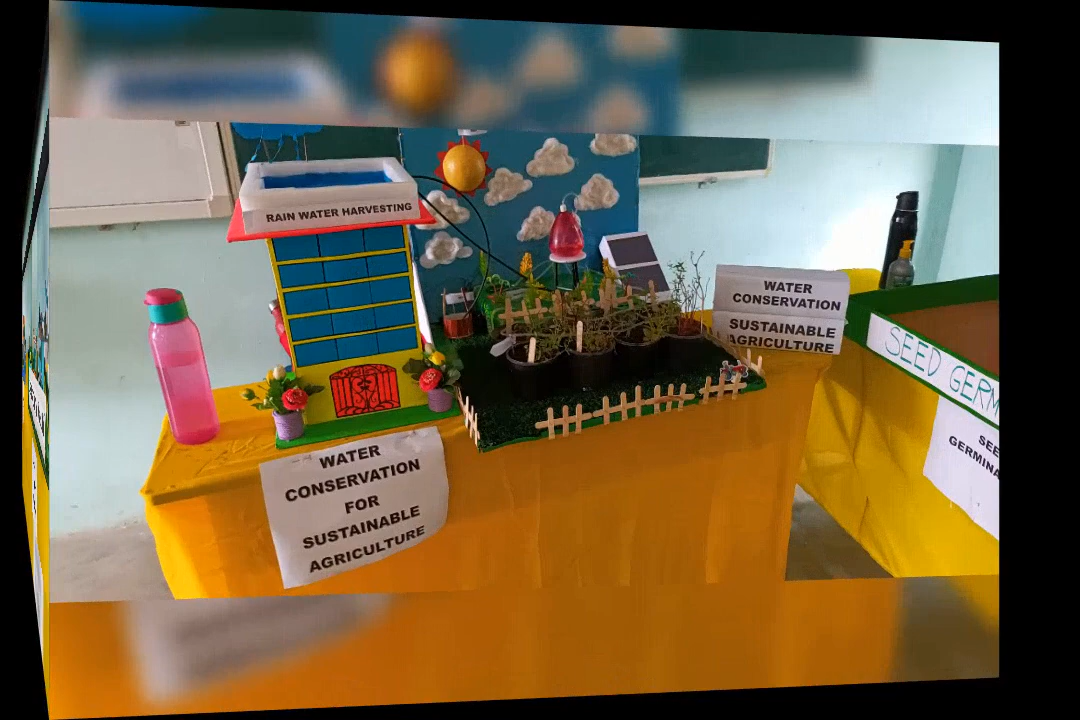 RAIN WATER HARVESTING
WATER
CONSERVATION
SUSTAINABLE
AGRICULTURE
SEED GERM
SEE
GERMINA
WATER
CONSERVATION
FOR
SUSTAINABLE
AGRICULTURE